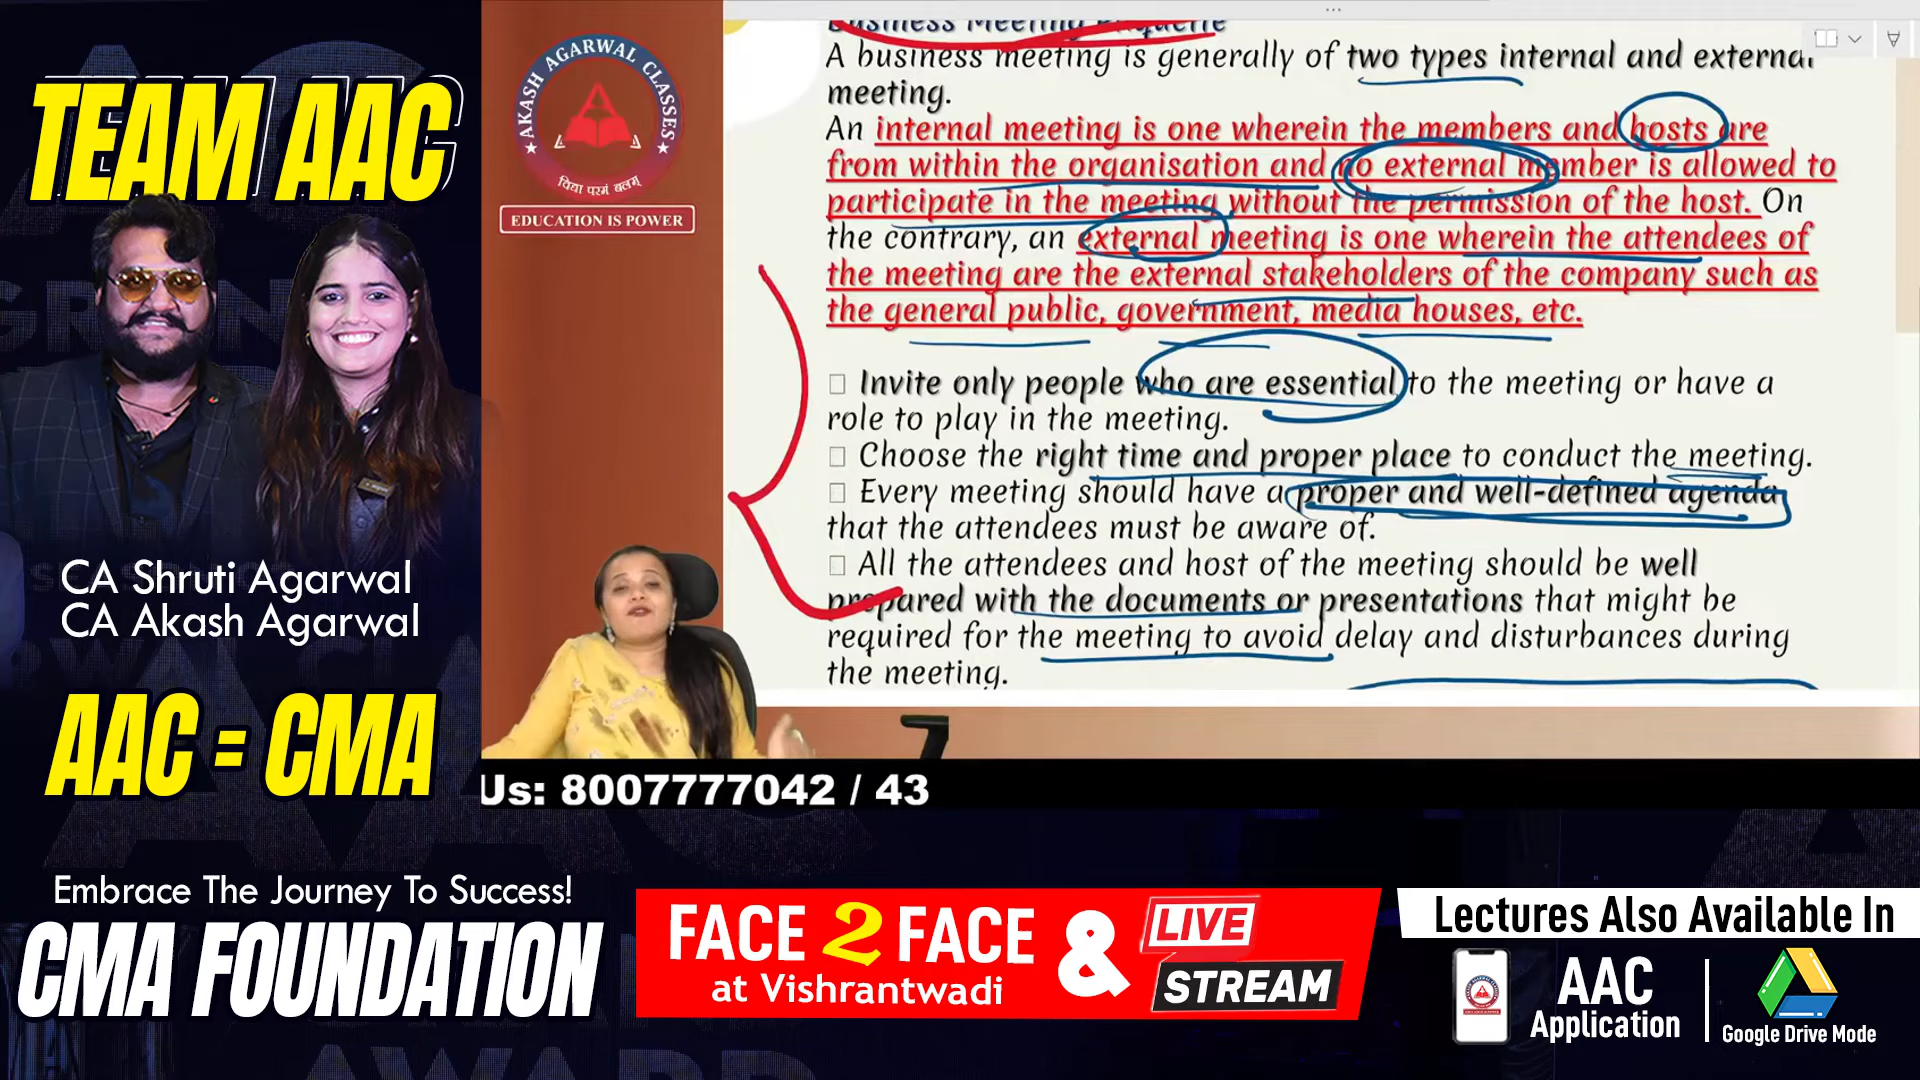 TEAM AAC
CA Shruti Agarwal
CA Akash Agarwal
AAC = CMA
AKASH AGARWAL CLASSES
विद्या परमं बलम्
EDUCATION IS POWER
Business Meeting Etiquette
A business meeting is generally of two types internal and external
meeting.
An internal meeting is one wherein the members and hosts are
from within the organisation and no external member is allowed to
participate in the meeting without the permission of the host. On
the contrary, an external meeting is one wherein the attendees of
the meeting are the external stakeholders of the company such as
the general public, government, media houses, etc.
Invite only people who are essential to the meeting or have a
role to play in the meeting.
Choose the right time and proper place to conduct the meeting.
Every meeting should have a proper and well-defined agenda
that the attendees must be aware of.
All the attendees and host of the meeting should be well
prepared with the documents or presentations that might be
required for the meeting to avoid delay and disturbances during
the meeting.
Us: 8007777042 / 43
Embrace The Journey To Success!
CMA FOUNDATION
FACE 2 FACE
at Vishrantwadi
&
LIVE
STREAM
Lectures Also Available In
AAC
Application
Google Drive Mode